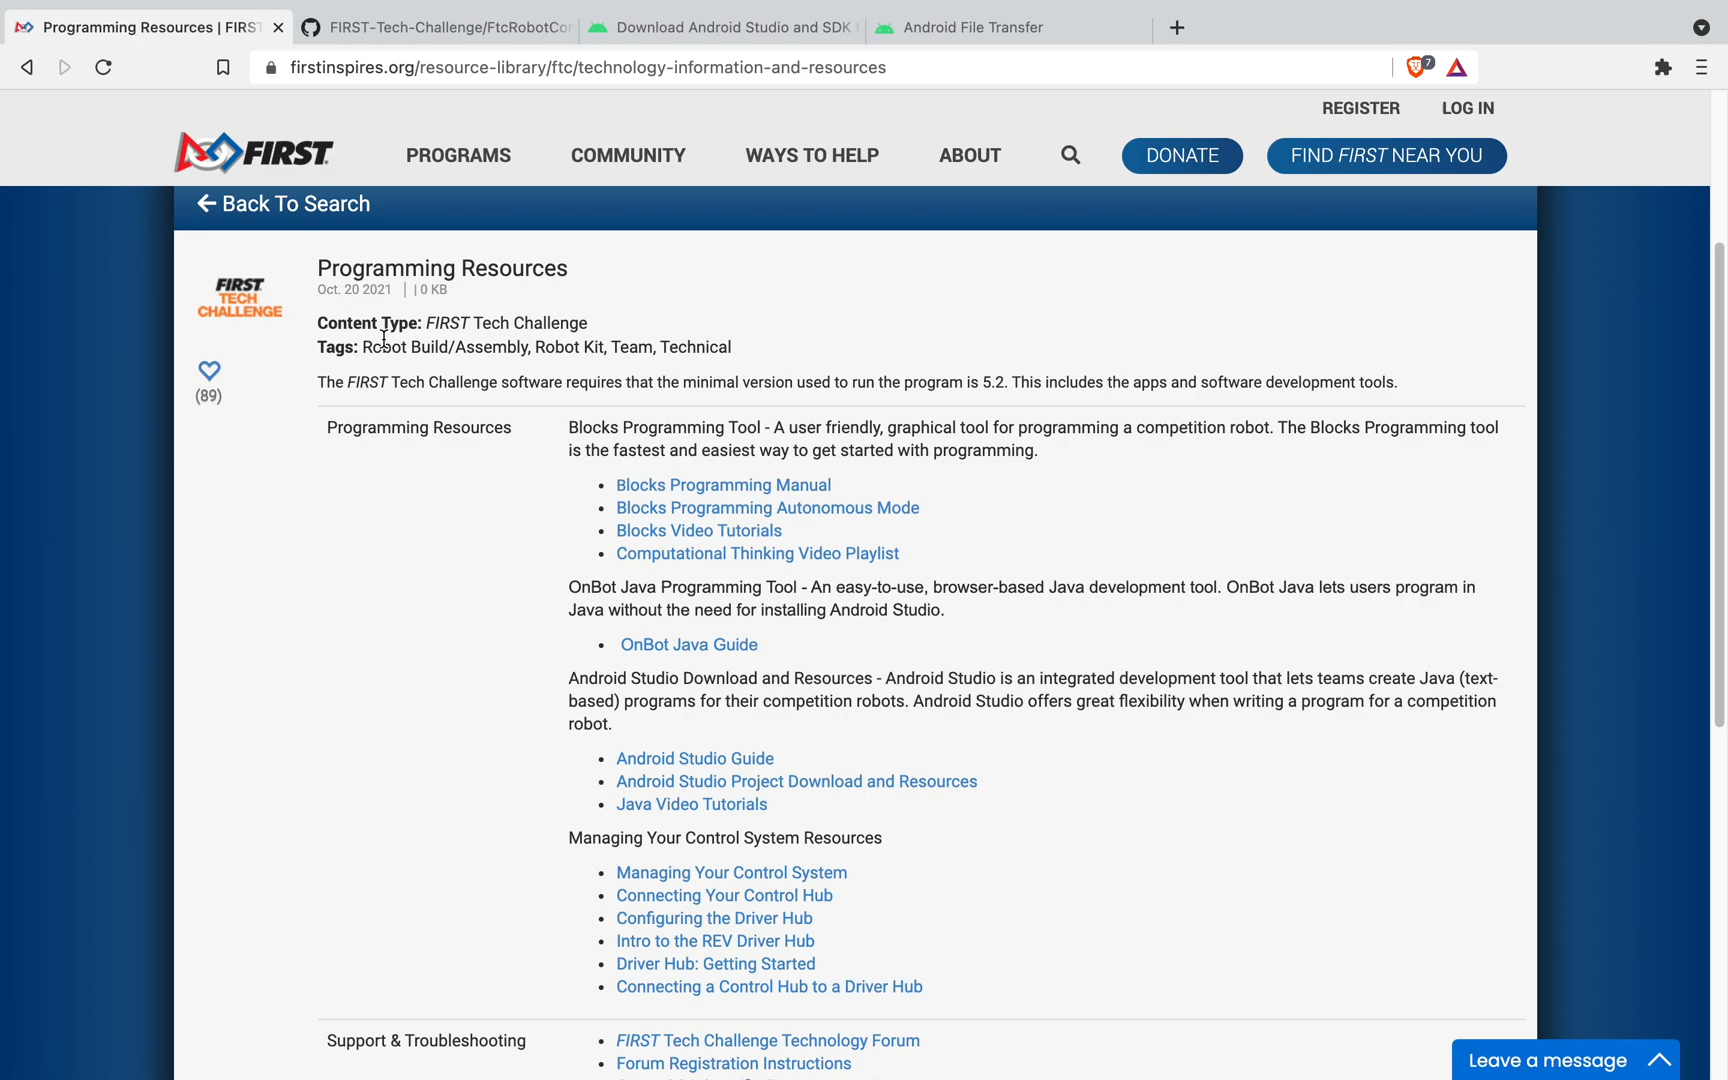 Programming Resources | FIRST
FIRST-Tech-Challenge/FtcRobotCon
Download Android Studio and SDK t
Android File Transfer
firstinspires.org/resource-library/ftc/technology-information-and-resources
7
REGISTER LOG IN
FIRST
PROGRAMS COMMUNITY WAYS TO HELP ABOUT DONATE FIND FIRST NEAR YOU
Back To Search
FIRST
TECH
CHALLENGE
(89)
Programming Resources
Oct. 20 2021 | | 0 KB
Content Type: FIRST Tech Challenge
Tags: Robot Build/Assembly, Robot Kit, Team, Technical
The FIRST Tech Challenge software requires that the minimal version used to run the program is 5.2. This includes the apps and software development tools.
Programming Resources
Blocks Programming Tool - A user friendly, graphical tool for programming a competition robot. The Blocks Programming tool
is the fastest and easiest way to get started with programming.
• Blocks Programming Manual
• Blocks Programming Autonomous Mode
• Blocks Video Tutorials
• Computational Thinking Video Playlist
OnBot Java Programming Tool - An easy-to-use, browser-based Java development tool. OnBot Java lets users program in
Java without the need for installing Android Studio.
• OnBot Java Guide
Android Studio Download and Resources - Android Studio is an integrated development tool that lets teams create Java (text-
based) programs for their competition robots. Android Studio offers great flexibility when writing a program for a competition
robot.
• Android Studio Guide
• Android Studio Project Download and Resources
• Java Video Tutorials
Managing Your Control System Resources
• Managing Your Control System
• Connecting Your Control Hub
• Configuring the Driver Hub
• Intro to the REV Driver Hub
• Driver Hub: Getting Started
• Connecting a Control Hub to a Driver Hub
Support & Troubleshooting
• FIRST Tech Challenge Technology Forum
• Forum Registration Instructions
Leave a message